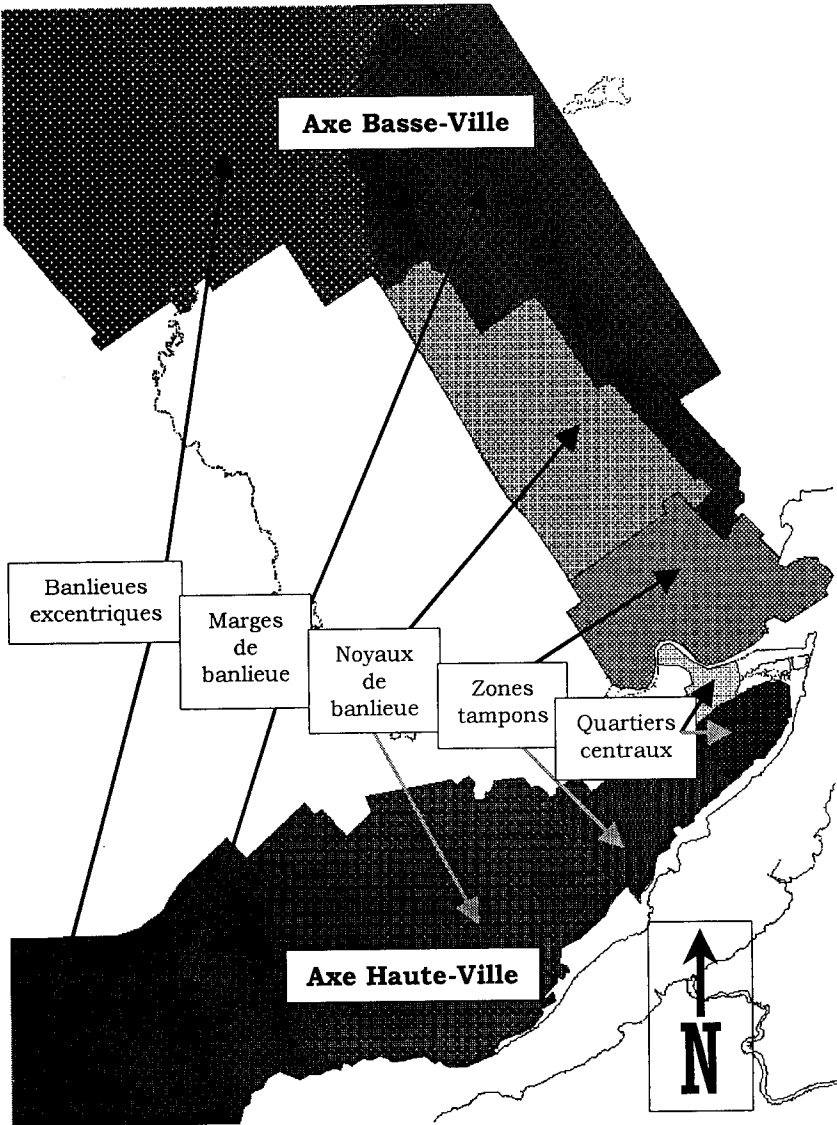 Axe Basse-Ville
Banlieues
excentriques
Marges
de
banlieue
Noyaux
de
banlieue
Zones
tampons
Quartiers
centraux
Axe Haute-Ville
N